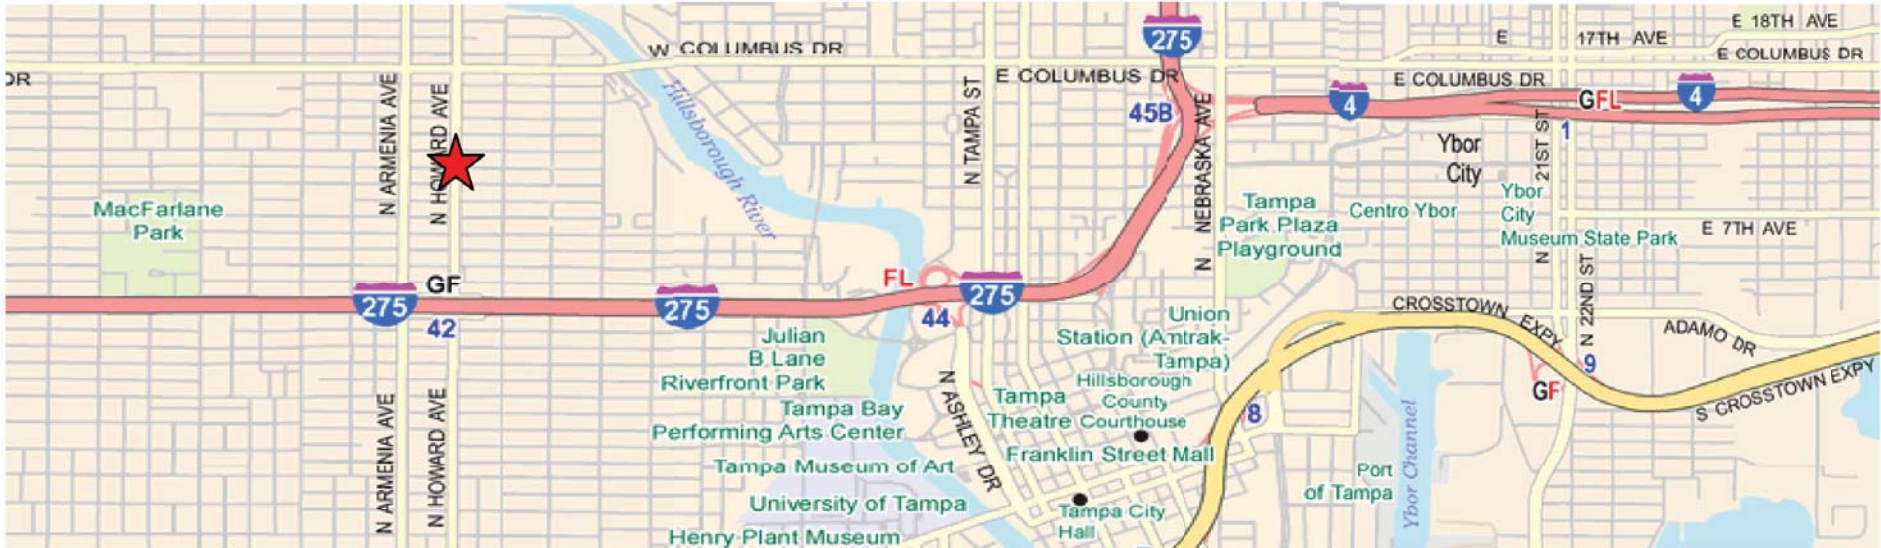 E 18TH AVE
E 17TH AVE
W COLUMBUS DR
275
E COLUMBUS DR
DR
E COLUMBUS DR
E COLUMBUS DR
N ARMENIA AVE
N HOWARD AVE
N TAMPA ST
45B
N NEBRASKA AVE
4
GFL
4
1
Hillsborough River
Ybor
City
N 21ST ST
MacFarlane
Park
Tampa
Park Plaza
Playground
Centro Ybor
Ybor
City
Museum State Park
E 7TH AVE
GF
FL
275
275
275
42
44
N 22ND ST
CROSSTOWN EXPY
ADAMO DR
Julian
B Lane
Riverfront Park
Union
Station (Amtrak-
Tampa)
Hillsborough
County
Courthouse
9
GF
S CROSSTOWN EXPY
N ARMENIA AVE
N HOWARD AVE
N ASHLEY DR
Tampa
Theatre
8
Tampa Bay
Performing Arts Center
Franklin Street Mall
Tampa Museum of Art
University of Tampa
Henry Plant Museum
Tampa City
Hall
Port
of Tampa
Ybor Channel